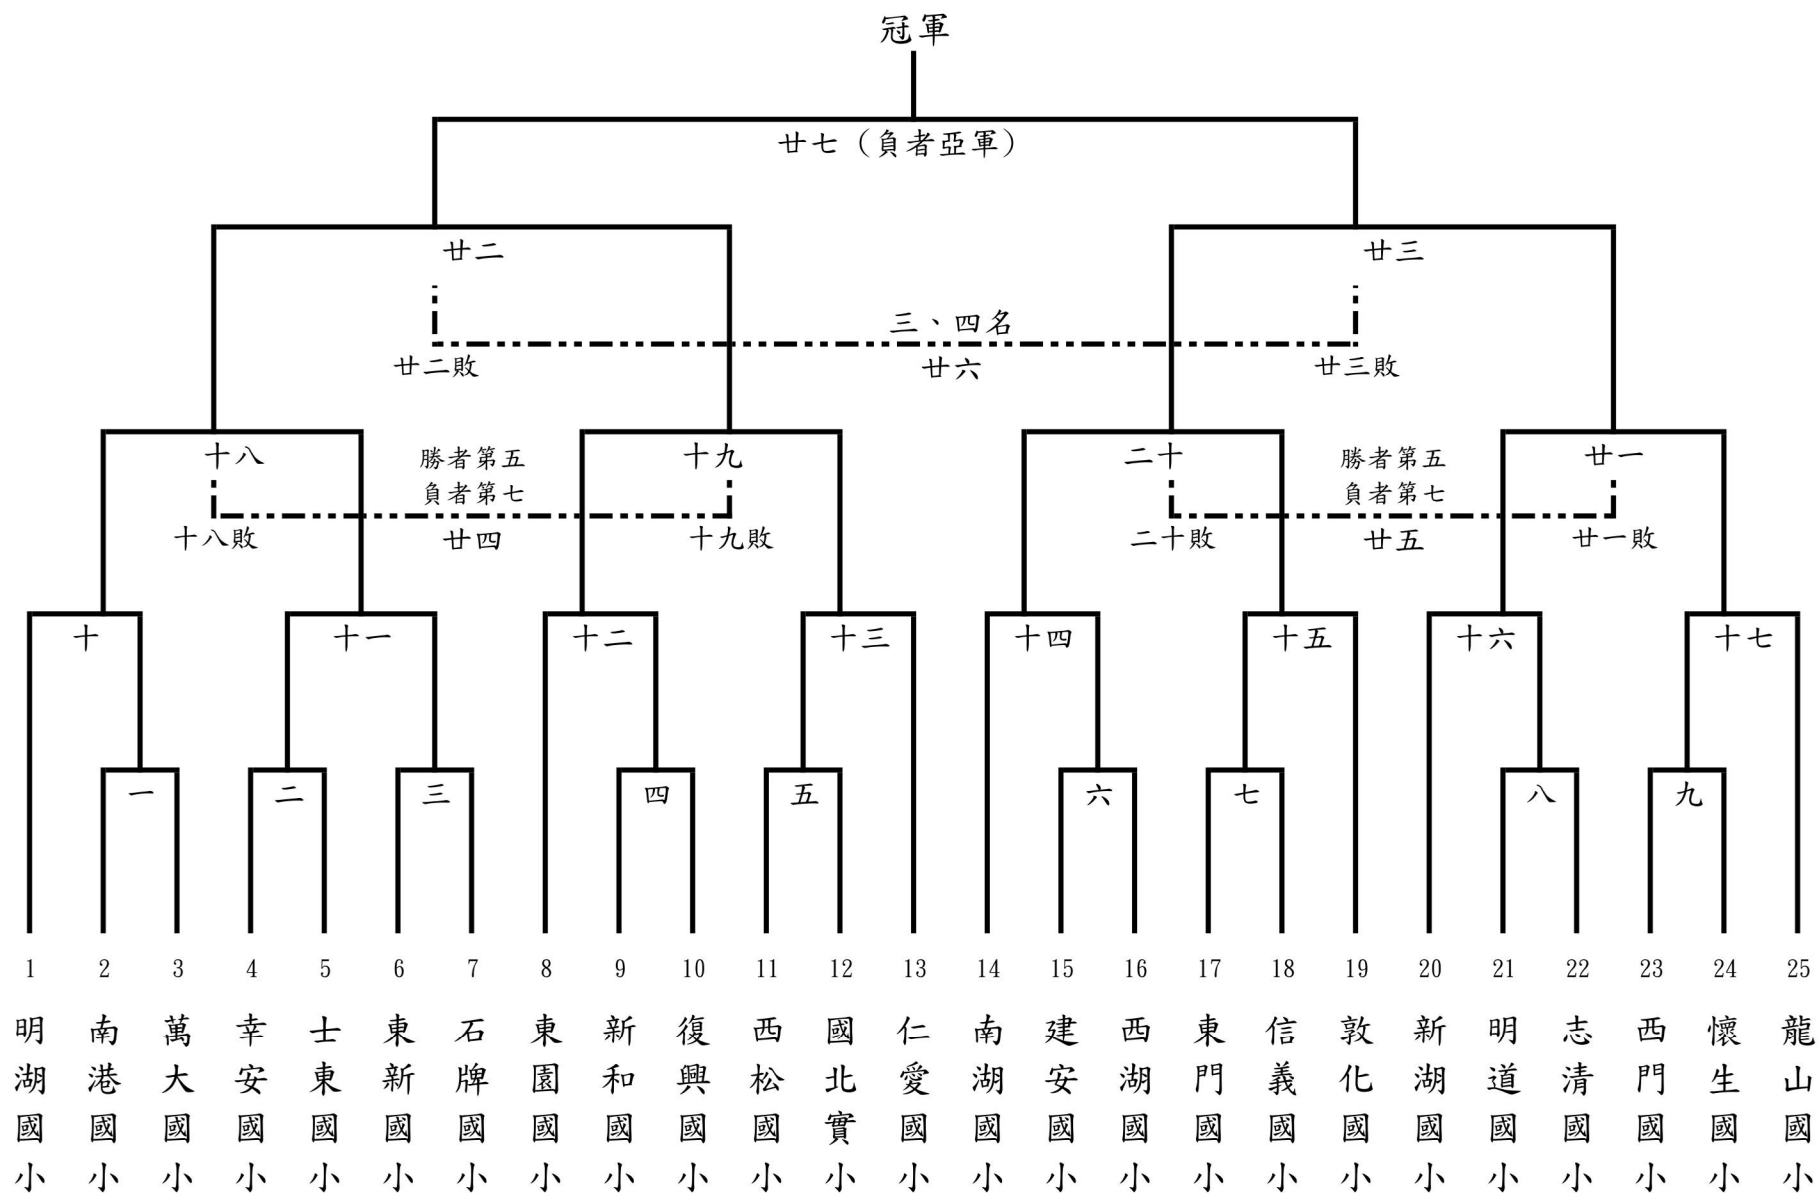 冠軍
廿七（負者亞軍）
廿二
廿三
三、四名
廿二敗
廿六
廿三敗
十八
勝者第五
十九
二十
勝者第五
廿一
負者第七
負者第七
十八敗
廿四
十九敗
二十敗
廿五
廿一敗
十
十一
十二
十三
十四
十五
十六
十七
一
二
三
四
五
六
七
八
九
1 2 3 4 5 6 7 8 9 10 11 12 13 14 15 16 17 18 19 20 21 22 23 24 25
明湖國小
南港國小
萬大國小
幸安國小
士東國小
東新國小
石牌國小
東園國小
新和國小
復興國小
西松國小
國北實小
仁愛國小
南湖國小
建安國小
西湖國小
東門國小
信義國小
敦化國小
新湖國小
明道國小
志清國小
西門國小
懷生國小
龍山國小